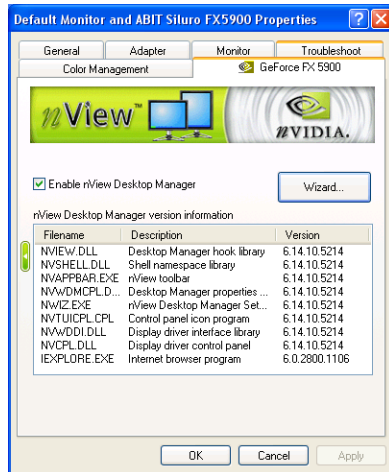 Default Monitor and ABIT Siluro FX5900 Properties
General Adapter Monitor Troubleshoot
Color Management GeForce FX 5900
nView™ nVIDIA.
Enable nView Desktop Manager Wizard...
nView Desktop Manager version information
Filename Description Version
NVIEW.DLL Desktop Manager hook library 6.14.10.5214
NVSHELL.DLL Shell namespace library 6.14.10.5214
NVAPPBAR.EXE nView toolbar 6.14.10.5214
NVWDMCPL.D... Desktop Manager properties ... 6.14.10.5214
NWIZ.EXE nView Desktop Manager Set... 6.14.10.5214
NVTUICPL.CPL Control panel icon program 6.14.10.5214
NVWDDI.DLL Display driver interface library 6.14.10.5214
NVCPL.DLL Display driver control panel 6.14.10.5214
IEXPLORE.EXE Internet browser program 6.0.2800.1106
OK Cancel Apply